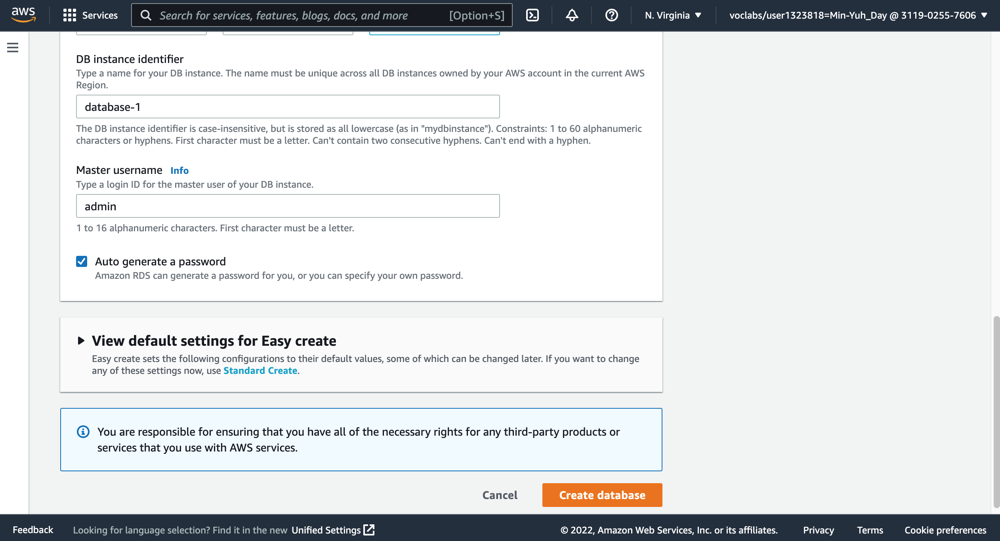 aws Services Search for services, features, blogs, docs, and more [Option+S] N. Virginia voclabs/user1323818=Min-Yuh_Day @ 3119-0255-7606
DB instance identifier
Type a name for your DB instance. The name must be unique across all DB instances owned by your AWS account in the current AWS
Region.
database-1
The DB instance identifier is case-insensitive, but is stored as all lowercase (as in "mydbinstance"). Constraints: 1 to 60 alphanumeric
characters or hyphens. First character must be a letter. Can't contain two consecutive hyphens. Can't end with a hyphen.
Master username Info
Type a login ID for the master user of your DB instance.
admin
1 to 16 alphanumeric characters. First character must be a letter.
Auto generate a password
Amazon RDS can generate a password for you, or you can specify your own password.
View default settings for Easy create
Easy create sets the following configurations to their default values, some of which can be changed later. If you want to change
any of these settings now, use Standard Create.
You are responsible for ensuring that you have all of the necessary rights for any third-party products or
services that you use with AWS services.
Cancel Create database
Feedback Looking for language selection? Find it in the new Unified Settings © 2022, Amazon Web Services, Inc. or its affiliates. Privacy Terms Cookie preferences